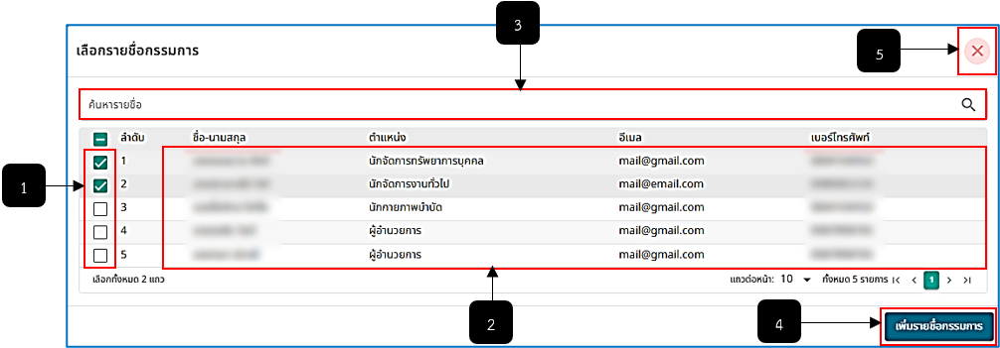 3
เลือกรายชื่อกรรมการ
5
ค้นหารายชื่อ
ลำดับ ชื่อ-นามสกุล ตำแหน่ง อีเมล เบอร์โทรศัพท์
1 นักจัดการทรัพยาการบุคคล mail@gmail.com
1
2 นักจัดการงานทั่วไป mail@email.com
3 นักกายภาพบำบัด mail@gmail.com
4 ผู้อำนวยการ mail@gmail.com
5 ผู้อำนวยการ mail@gmail.com
เลือกทั้งหมด 2 แถว แถวต่อหน้า: 10 ทั้งหมด 5 รายการ 1
2
4
เพิ่มรายชื่อกรรมการ